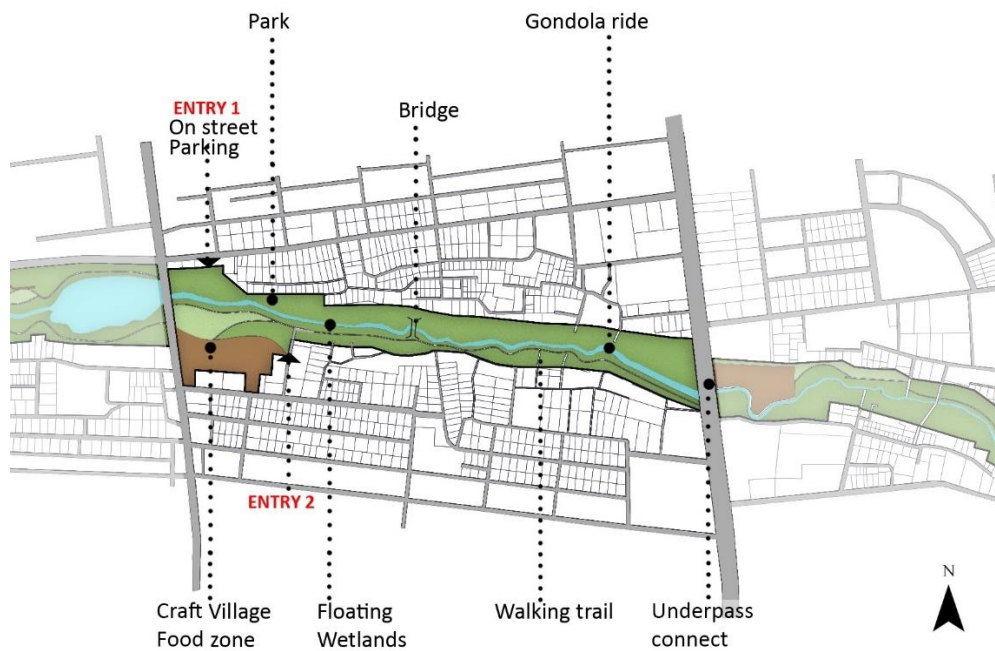 Park
Gondola ride
ENTRY 1
On street
Parking
Bridge
ENTRY 2
Craft Village
Food zone
Floating
Wetlands
Walking trail
Underpass
connect
N